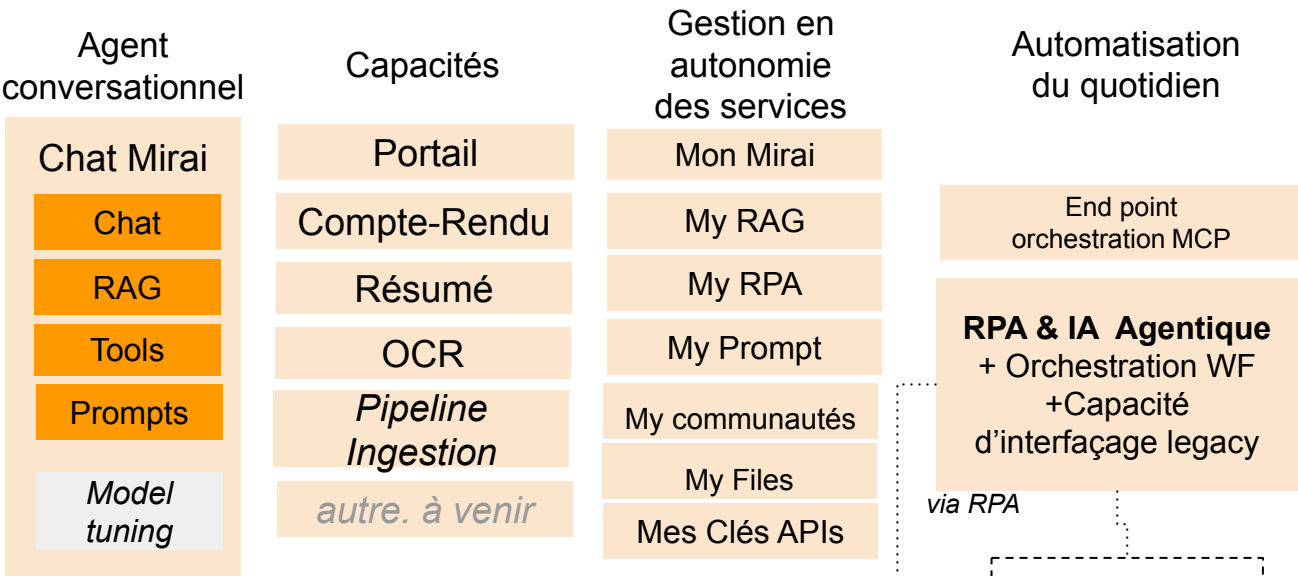 Agent
conversationnel
Chat Mirai
Chat
RAG
Tools
Prompts
Model
tuning
Capacités
Portail
Compte-Rendu
Résumé
OCR
Pipeline
Ingestion
autre. à venir
Gestion en
autonomie
des services
Mon Mirai
My RAG
My RPA
My Prompt
My communautés
My Files
Mes Clés APIs
Automatisation
du quotidien
End point
orchestration MCP
RPA & IA Agentique
+ Orchestration WF
+Capacité
d’interfaçage legacy
via RPA